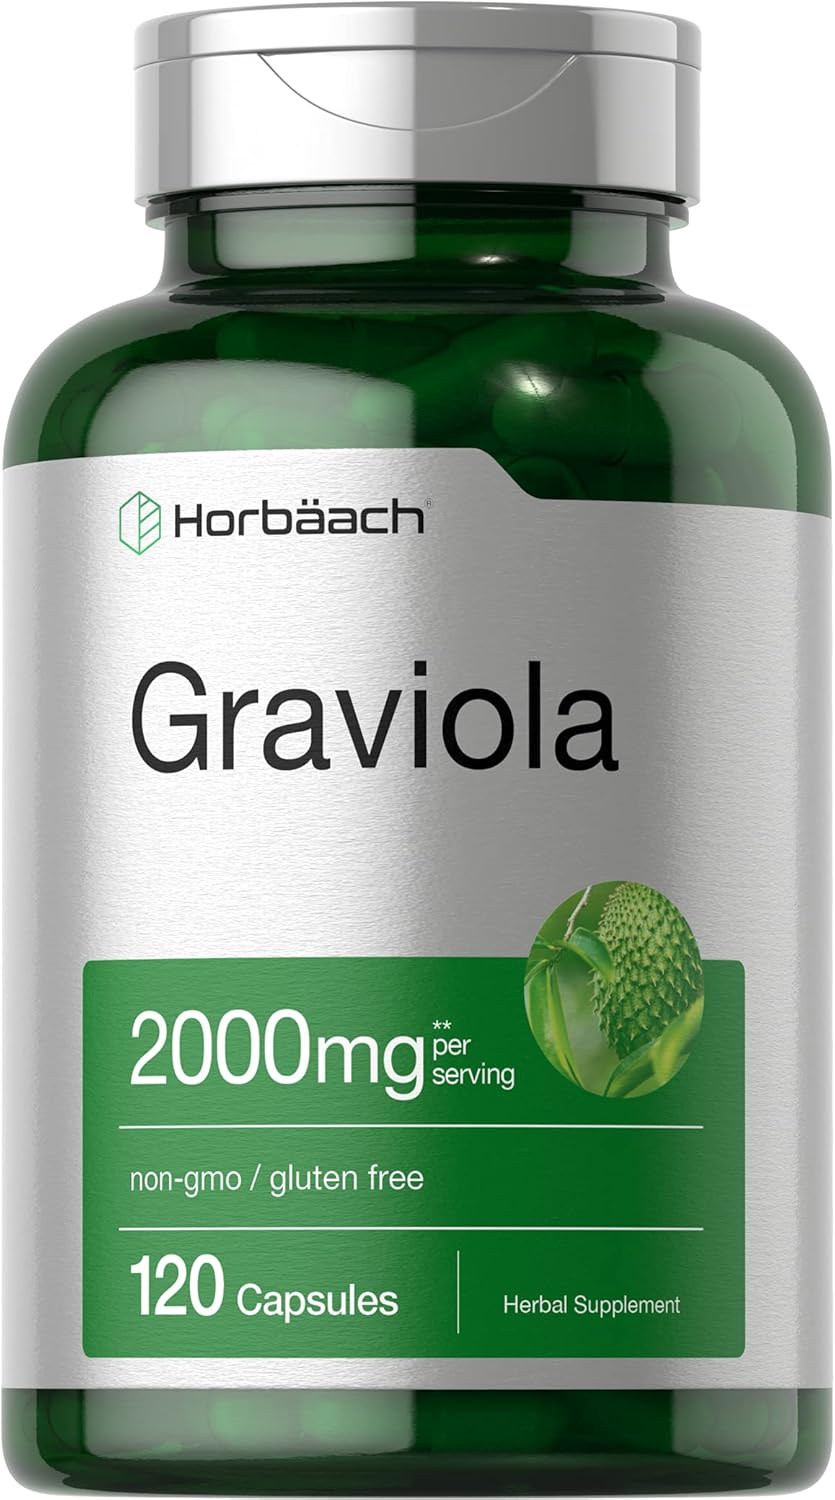 Horbäach®
Graviola
2000mg** per serving
non-gmo / gluten free
120 Capsules
Herbal Supplement